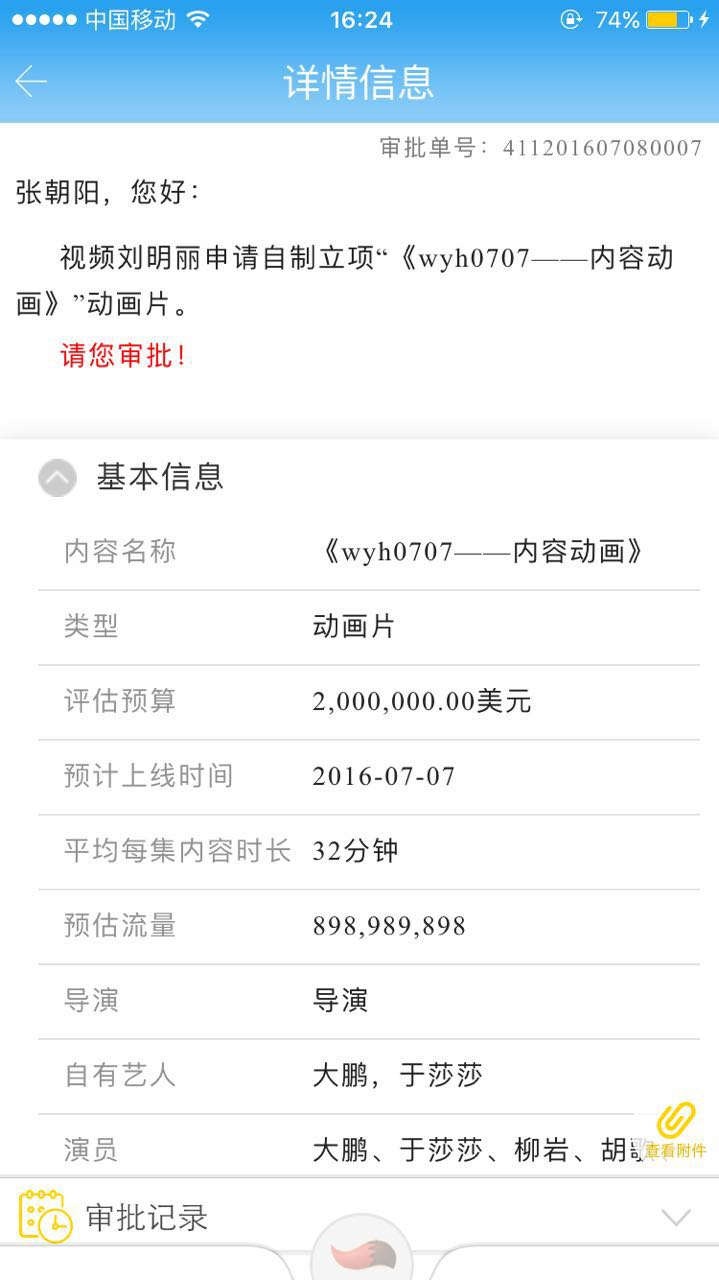 中国移动 16:24 74%
详情信息
审批单号：411201607080007
张朝阳，您好：
视频刘明丽申请自制立项“《wyh0707——内容动
画》”动画片。
请您审批！
基本信息
内容名称 《wyh0707——内容动画》
类型 动画片
评估预算 2,000,000.00美元
预计上线时间 2016-07-07
平均每集内容时长 32分钟
预估流量 898,989,898
导演 导演
自有艺人 大鹏，于莎莎
演员 大鹏、于莎莎、柳岩、胡歌
查看附件
审批记录